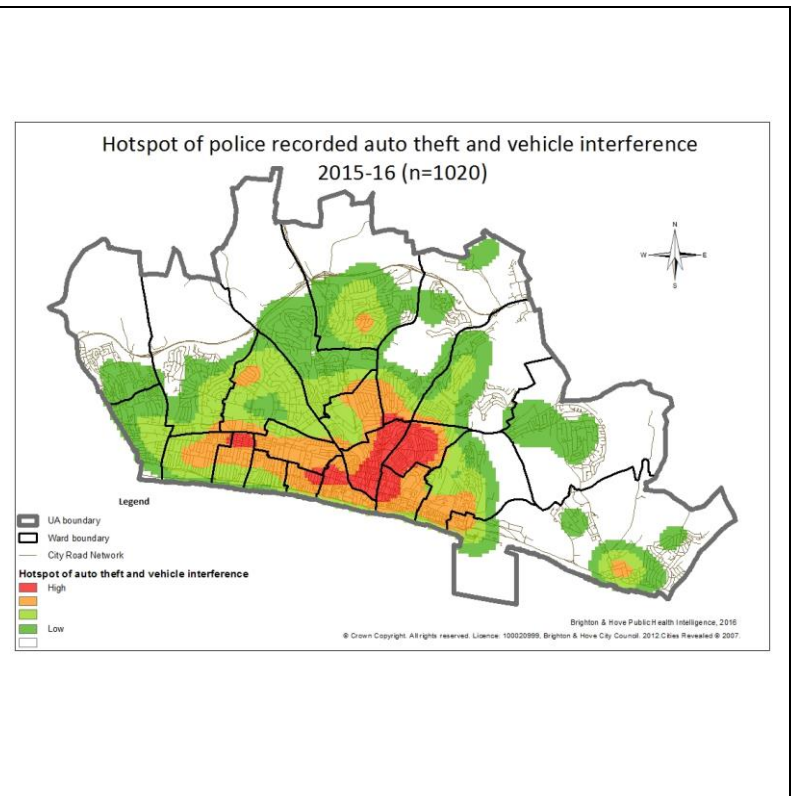 Hotspot of police recorded auto theft and vehicle interference
2015-16 (n=1020)
N
W E
S
Legend
UA boundary
Ward boundary
City Road Network
Hotspot of auto theft and vehicle interference
High
Low
Brighton & Hove Public Health Intelligence, 2016
© Crown Copyright. All rights reserved. Licence: 100020999, Brighton & Hove City Council. 2012.Cities Revealed © 2007.